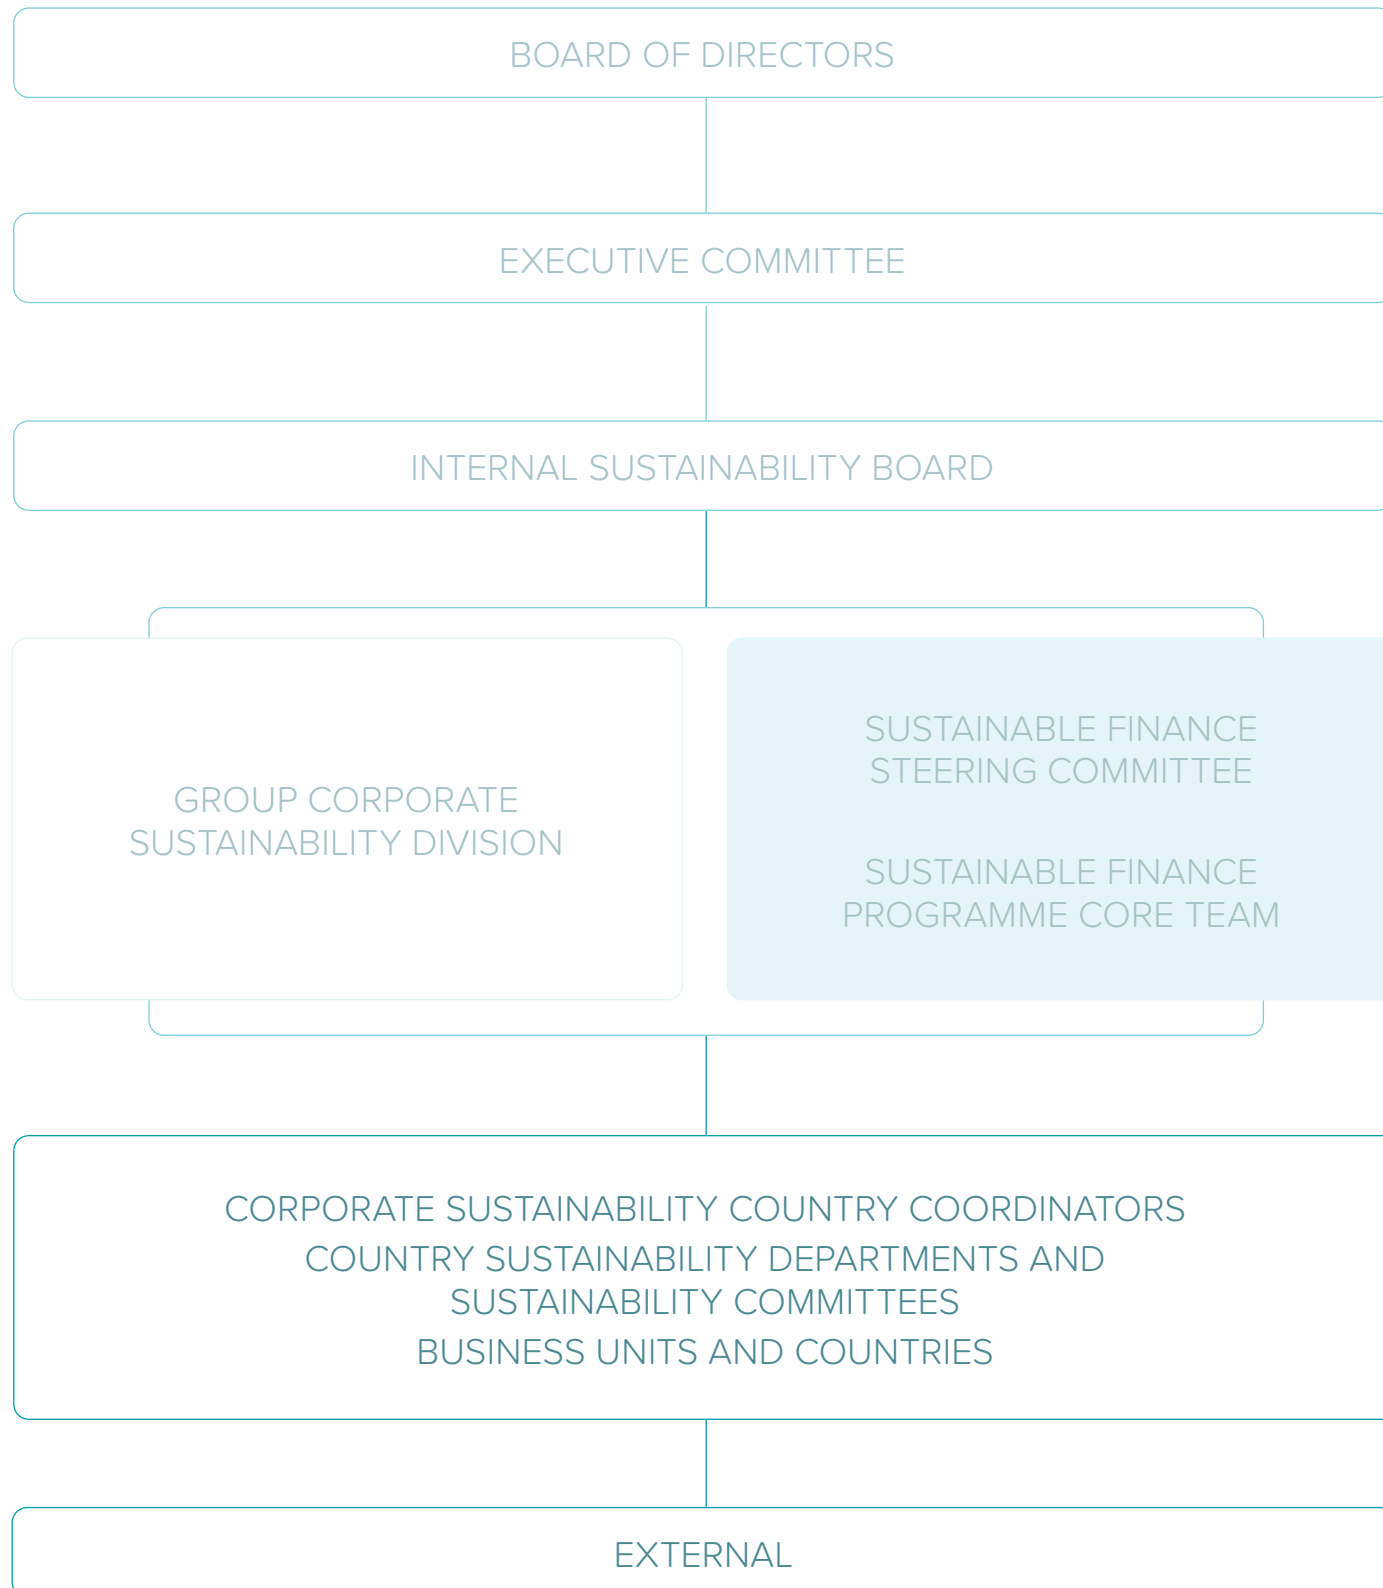 BOARD OF DIRECTORS
EXECUTIVE COMMITTEE
INTERNAL SUSTAINABILITY BOARD
GROUP CORPORATE
SUSTAINABILITY DIVISION
SUSTAINABLE FINANCE
STEERING COMMITTEE
SUSTAINABLE FINANCE
PROGRAMME CORE TEAM
CORPORATE SUSTAINABILITY COUNTRY COORDINATORS
COUNTRY SUSTAINABILITY DEPARTMENTS AND
SUSTAINABILITY COMMITTEES
BUSINESS UNITS AND COUNTRIES
EXTERNAL